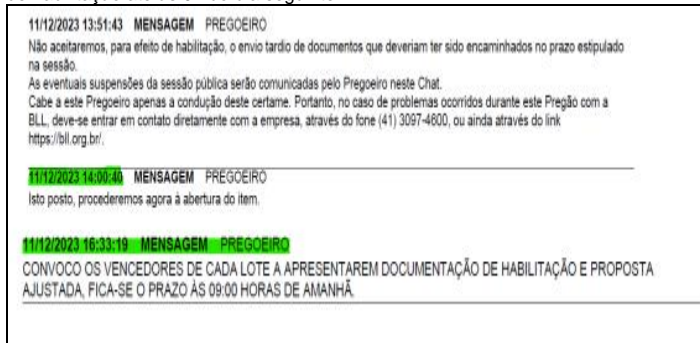 11/12/2023 13:51:43 MENSAGEM PREGOEIRO
Não aceitaremos, para efeito de habilitação, o envio tardio de documentos que deveriam ter sido encaminhados no prazo estipulado
na sessão.
As eventuais suspensões da sessão pública serão comunicadas pelo Pregoeiro neste Chat.
Cabe a este Pregoeiro apenas a condução deste certame. Portanto, no caso de problemas ocorridos durante este Pregão com a
BLL, deve-se entrar em contato diretamente com a empresa, através do fone (41) 3097-4600, ou ainda através do link
https://bll.org.br/.
11/12/2023 14:00:40 MENSAGEM PREGOEIRO
Isto posto, procederemos agora à abertura do item.
11/12/2023 16:33:19 MENSAGEM PREGOEIRO
CONVOCO OS VENCEDORES DE CADA LOTE A APRESENTAREM DOCUMENTAÇÃO DE HABILITAÇÃO E PROPOSTA
AJUSTADA, FICA-SE O PRAZO ÀS 09:00 HORAS DE AMANHÃ.